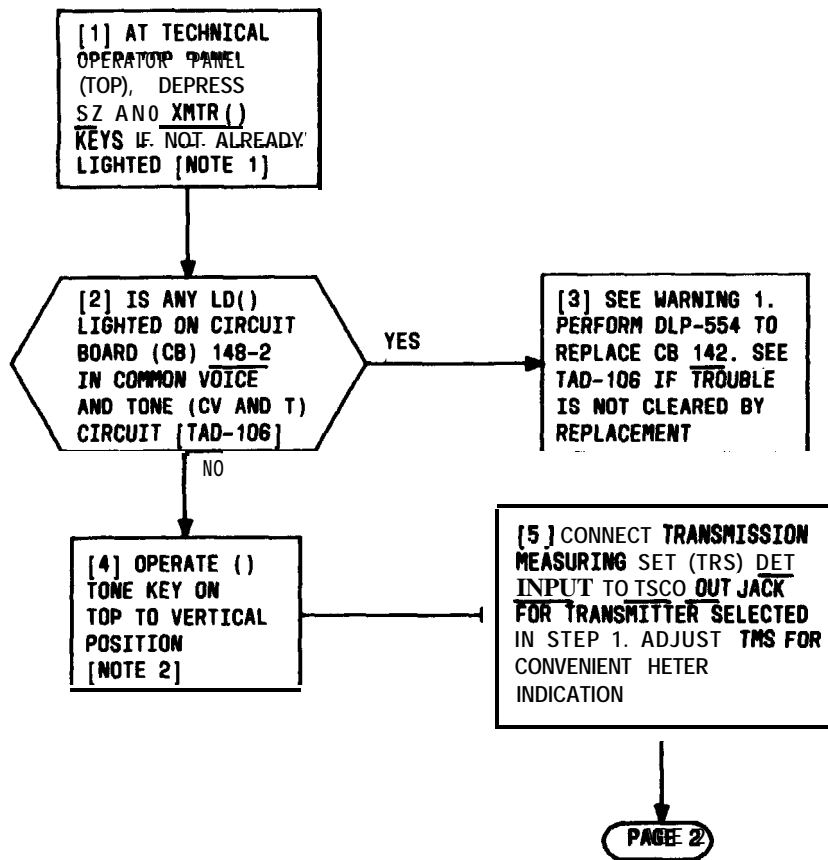 [1] AT TECHNICAL
OPERATOR PANEL
(TOP), DEPRESS
SZ AN0 XMTR ()
KEYS IF NOT ALREADY
LIGHTED [NOTE 1]
[2] IS ANY LD()
LIGHTED ON CIRCUIT
BOARD (CB) 148-2
IN COMMON VOICE
AND TONE (CV AND T)
CIRCUIT [TAD-106]
YES
[3] SEE WARNING 1.
PERFORM DLP-554 TO
REPLACE CB 142. SEE
TAD-106 IF TROUBLE
IS NOT CLEARED BY
REPLACEMENT
NO
[4] OPERATE ()
TONE KEY ON
TOP TO VERTICAL
POSITION
[NOTE 2]
[5] CONNECT TRANSMISSION
MEASURING SET (TRS) DET
INPUT TO TSCO OUT JACK
FOR TRANSMITTER SELECTED
IN STEP 1. ADJUST TMS FOR
CONVENIENT HETER
INDICATION
PAGE 2